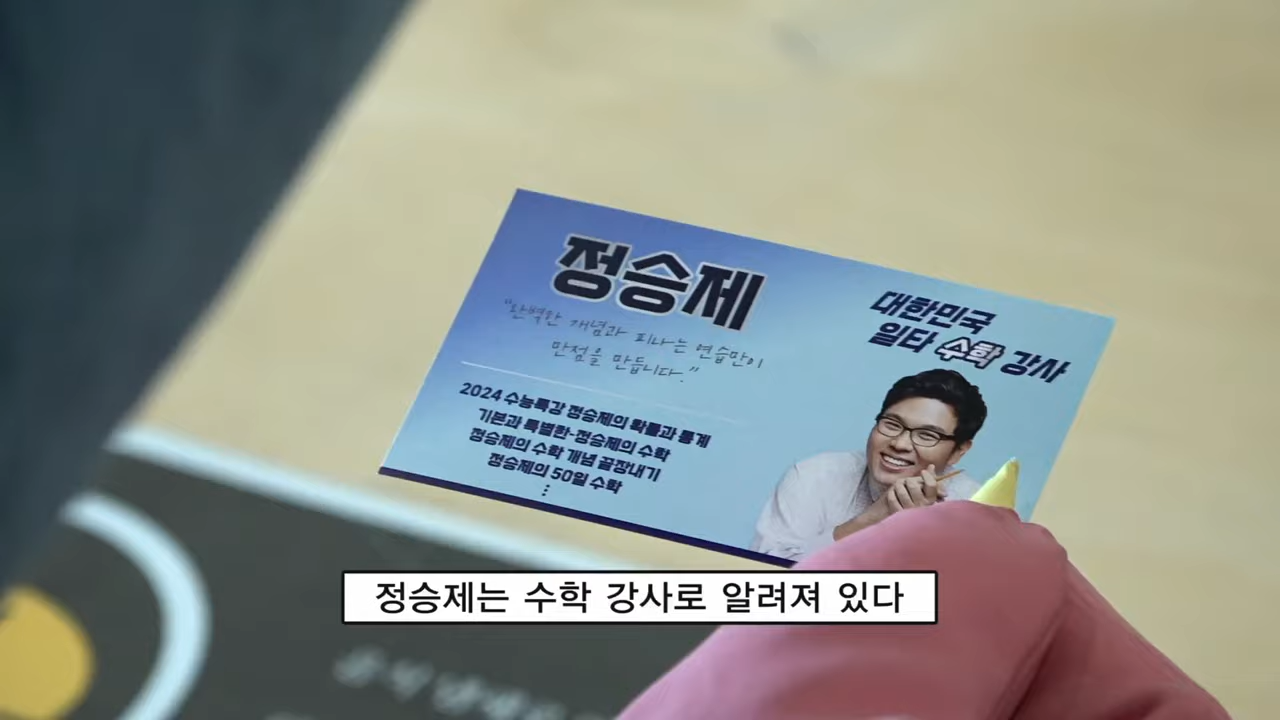 정승제
"완벽한 개념과 피나는 연습만이
만점을 만듭니다."
대한민국
일타 수학 강사
2024 수능특강 정승제의 확률과 통계
기본과 특별한-정승제의 수학
정승제의 수학 개념 끝장내기
정승제의 50일 수학
⋮
정승제는 수학 강사로 알려져 있다